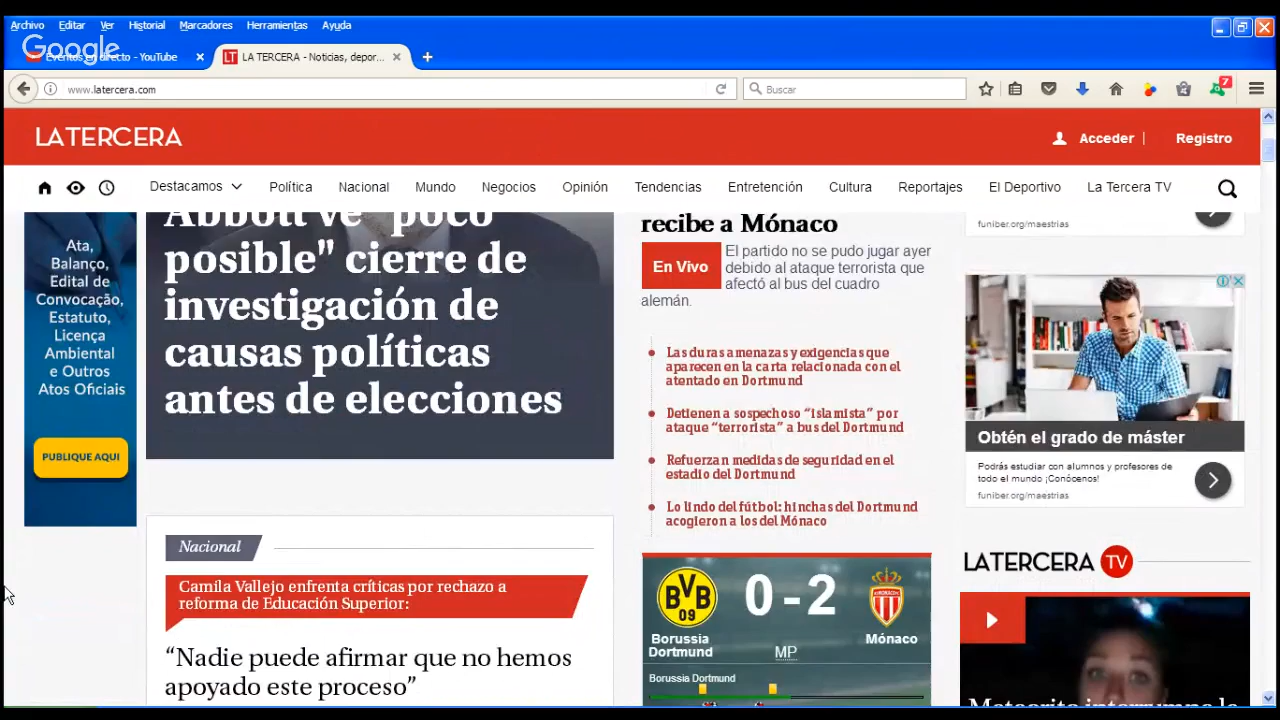 Archivo Editar Ver Historial Marcadores Herramientas Ayuda
Google
Eventos en directo - YouTube
LT LA TERCERA - Noticias, depor...
www.latercera.com
Buscar
7
LATERCERA
Acceder | Registro
Destacamos Política Nacional Mundo Negocios Opinión Tendencias Entretención Cultura Reportajes El Deportivo La Tercera TV
Ata,
Balanço,
Edital de
Convocação,
Estatuto,
Licença
Ambiental
e Outros
Atos Oficiais
PUBLIQUE AQUI
Abbott ve "poco
posible" cierre de
investigación de
causas políticas
antes de elecciones
Nacional
Camila Vallejo enfrenta críticas por rechazo a
reforma de Educación Superior:
“Nadie puede afirmar que no hemos
apoyado este proceso”
recibe a Mónaco
En Vivo
El partido no se pudo jugar ayer
debido al ataque terrorista que
afectó al bus del cuadro
alemán.
Las duras amenazas y exigencias que
aparecen en la carta relacionada con el
atentado en Dortmund
Detienen a sospechoso “islamista” por
ataque “terrorista” a bus del Dortmund
Refuerzan medidas de seguridad en el
estadio del Dortmund
Lo lindo del fútbol: hinchas del Dortmund
acogieron a los del Mónaco
BVB
09
0 - 2
Borussia
Dortmund
Mónaco
MP
Borussia Dortmund
funiber.org/maestrias
Obtén el grado de máster
Podrás estudiar con alumnos y profesores de
todo el mundo ¡Conócenos!
funiber.org/maestrias
LATERCERA TV
Meteorito interrumpe la